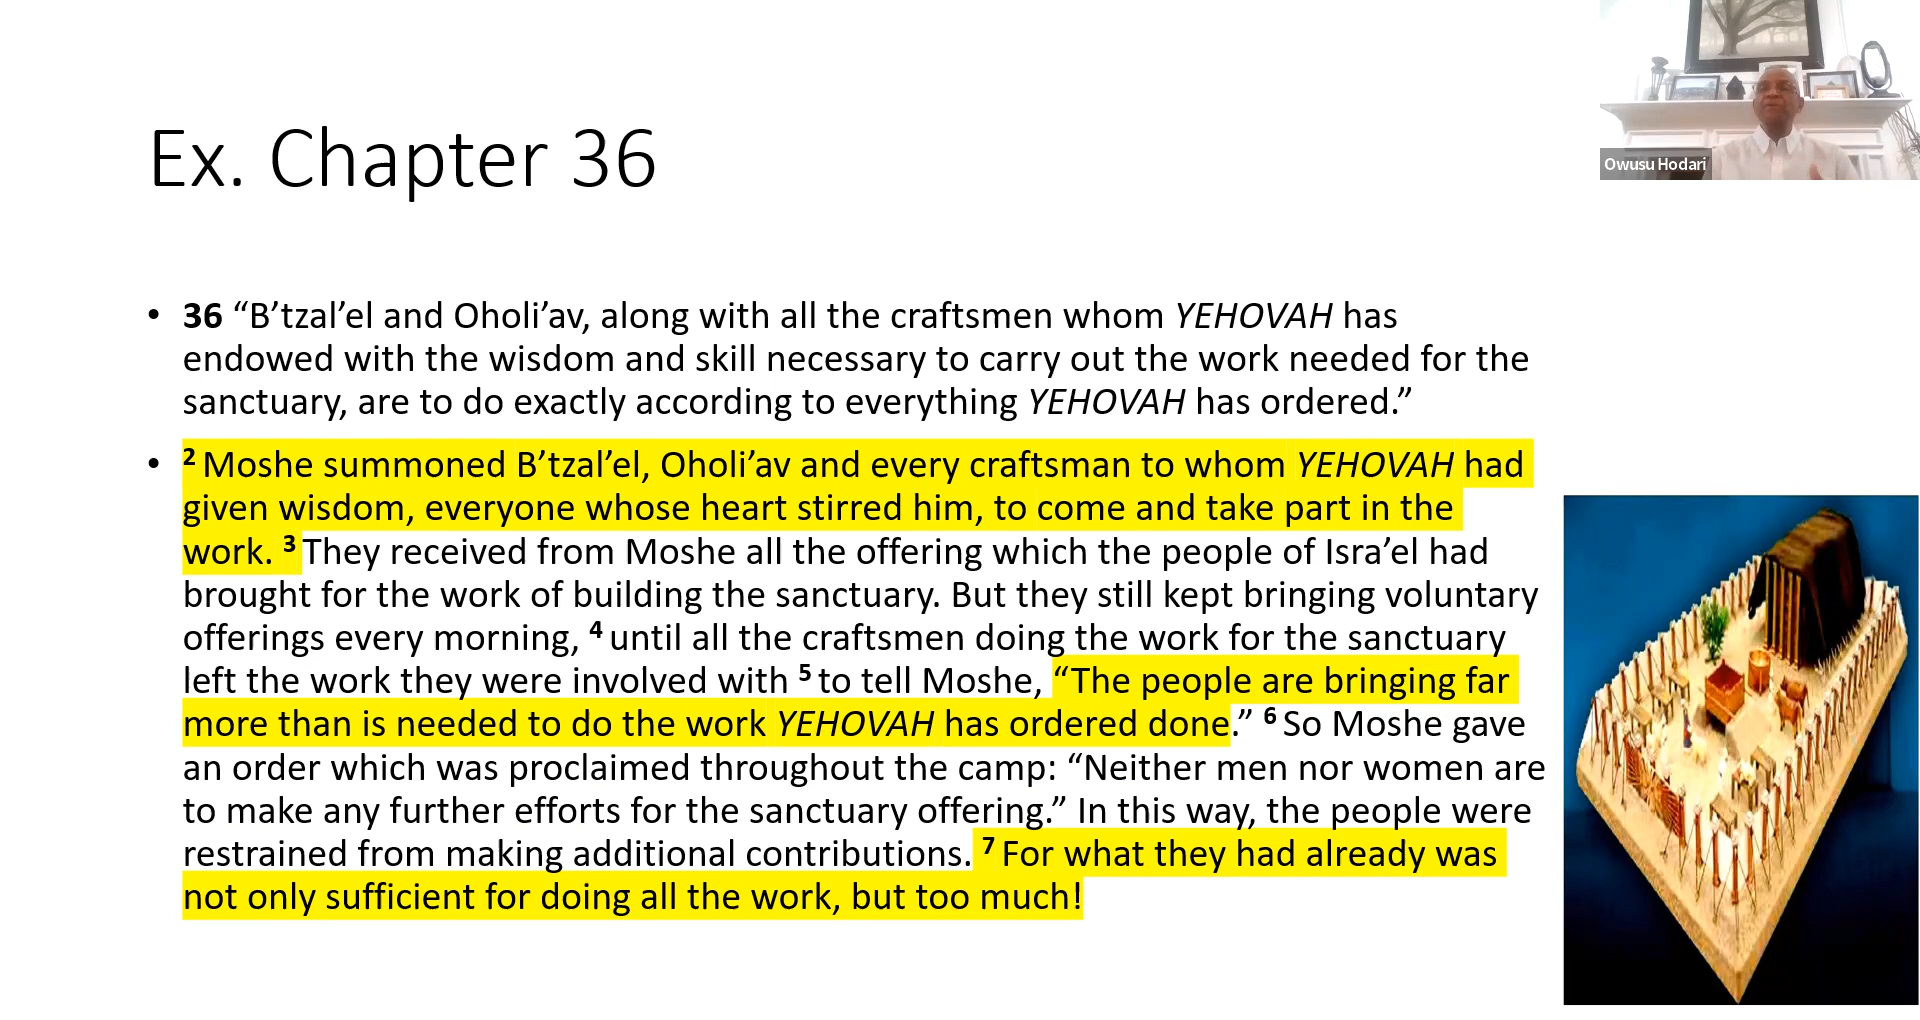 Ex. Chapter 36
Owusu Hodari
• 36 “B’tzal’el and Oholi’av, along with all the craftsmen whom YEHOVAH has
endowed with the wisdom and skill necessary to carry out the work needed for the
sanctuary, are to do exactly according to everything YEHOVAH has ordered.”
• 2 Moshe summoned B’tzal’el, Oholi’av and every craftsman to whom YEHOVAH had
given wisdom, everyone whose heart stirred him, to come and take part in the
work. 3 They received from Moshe all the offering which the people of Isra’el had
brought for the work of building the sanctuary. But they still kept bringing voluntary
offerings every morning, 4 until all the craftsmen doing the work for the sanctuary
left the work they were involved with 5 to tell Moshe, “The people are bringing far
more than is needed to do the work YEHOVAH has ordered done.” 6 So Moshe gave
an order which was proclaimed throughout the camp: “Neither men nor women are
to make any further efforts for the sanctuary offering.” In this way, the people were
restrained from making additional contributions. 7 For what they had already was
not only sufficient for doing all the work, but too much!